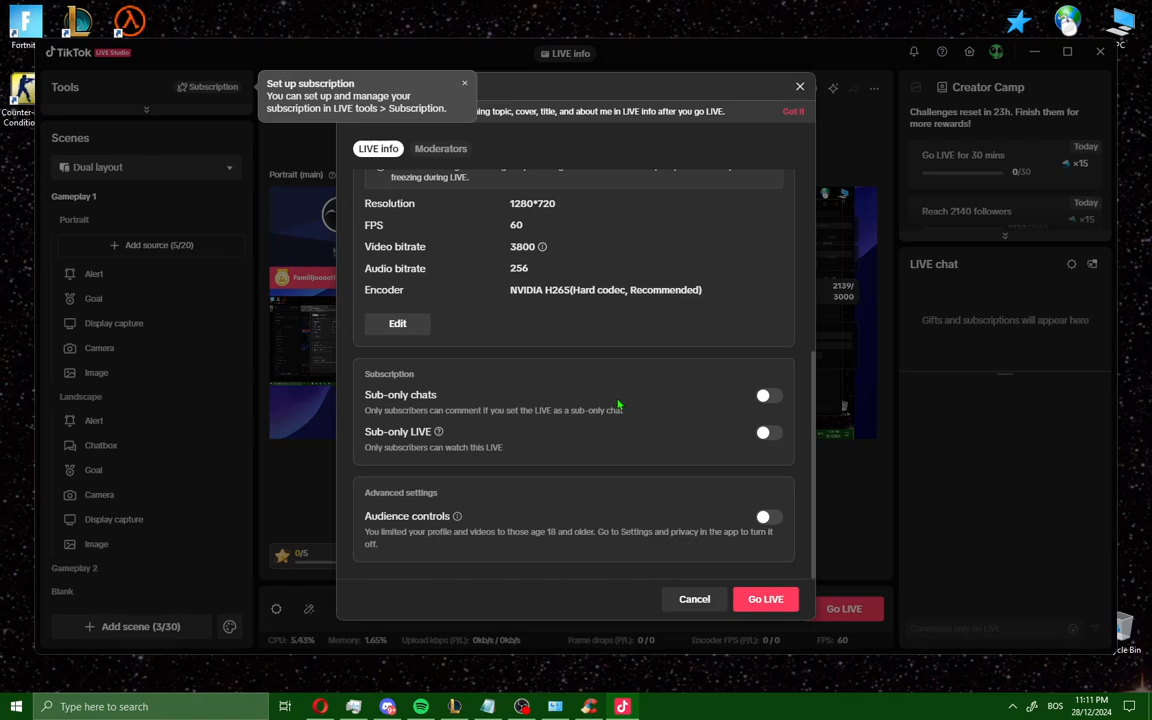 Fortnit
PC
TikTok LIVE Studio
LIVE info
Tools
Subscription
Set up subscription
You can set up and manage your
subscription in LIVE tools > Subscription.
ing topic, cover, title, and about me in LIVE info after you go LIVE.
Got it
Creator Camp
Challenges reset in 23h. Finish them
for more rewards!
Today
Go LIVE for 30 mins
×15
0/30
Today
Reach 2140 followers
×15
Counter-
Conditio
Scenes
Dual layout
Gameplay 1
Portrait
Add source (5/20)
Alert
Goal
Display capture
Camera
Image
Landscape
Alert
Chatbox
Goal
Camera
Display capture
Image
Gameplay 2
Blank
Add scene (3/30)
Portrait (main)
Familijoooo!!
0/5
LIVE info
Moderators
freezing during LIVE.
Resolution 1280*720
FPS 60
Video bitrate 3800
Audio bitrate 256
Encoder NVIDIA H265(Hard codec, Recommended)
Edit
Subscription
Sub-only chats
Only subscribers can comment if you set the LIVE as a sub-only chat
Sub-only LIVE
Only subscribers can watch this LIVE
Advanced settings
Audience controls
You limited your profile and videos to those age 18 and older. Go to Settings and privacy in the app to turn it
off.
Cancel
Go LIVE
2139/
3000
Go LIVE
LIVE chat
Gifts and subscriptions will appear here
Comments only on LIVE
CPU: 5.43% Memory: 1.65% Upload kbps (P/L): 0kb/s / 0kb/s Frame drops (P/L): 0 / 0 Encoder FPS (P/L): 0 / 0 FPS: 60
cle Bin
Type here to search
BOS
11:11 PM
28/12/2024